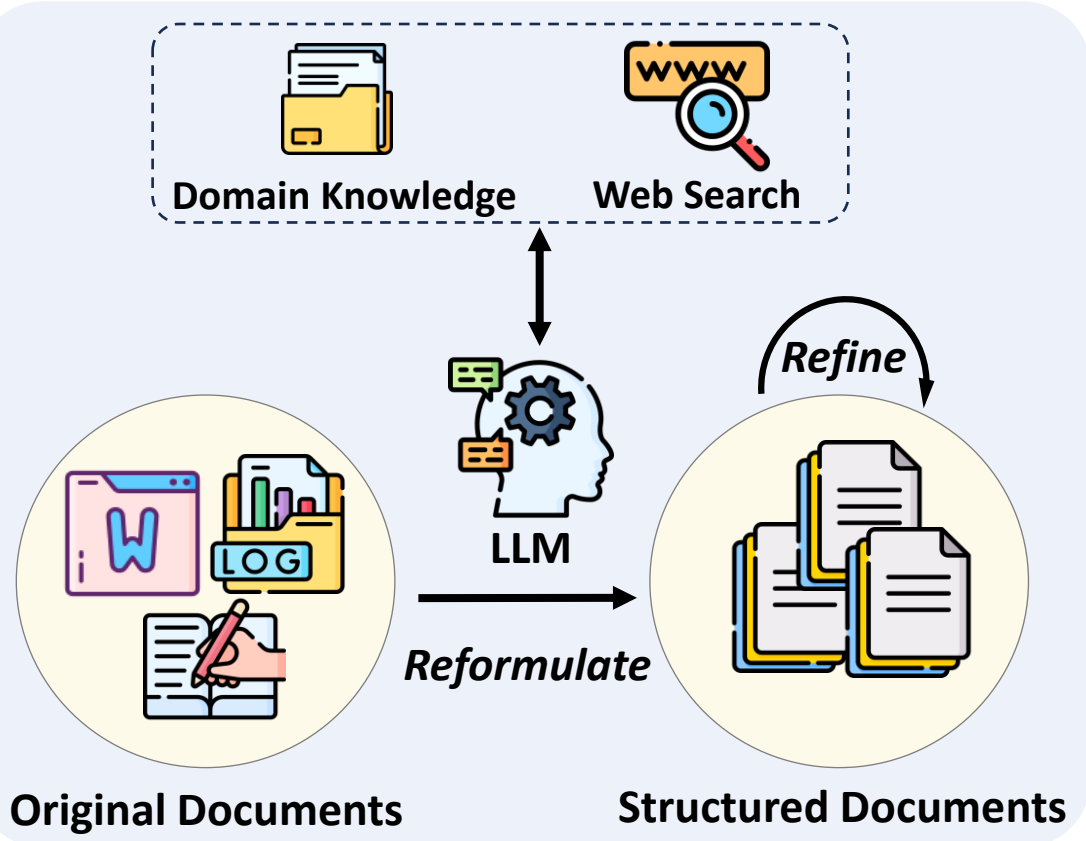 WWW
Domain Knowledge
Web Search
Refine
W
LOG
LLM
Reformulate
Original Documents
Structured Documents